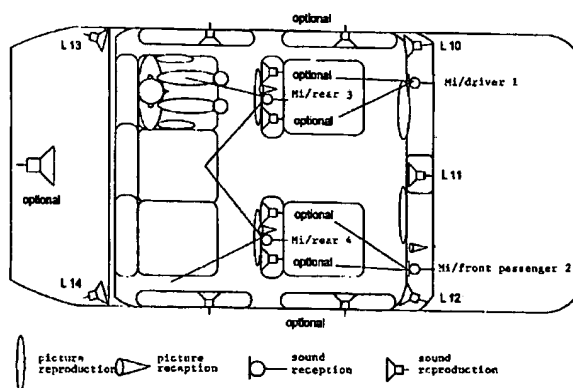 optional
L 13
L 10
optional
Mi/driver 1
Mi/rear 3
optional
L 11
optional
optional
Mi/rear 4
optional
Mi/front passenger 2
L 14
L 12
optional
picture reproduction
picture reception
sound reception
sound reproduction